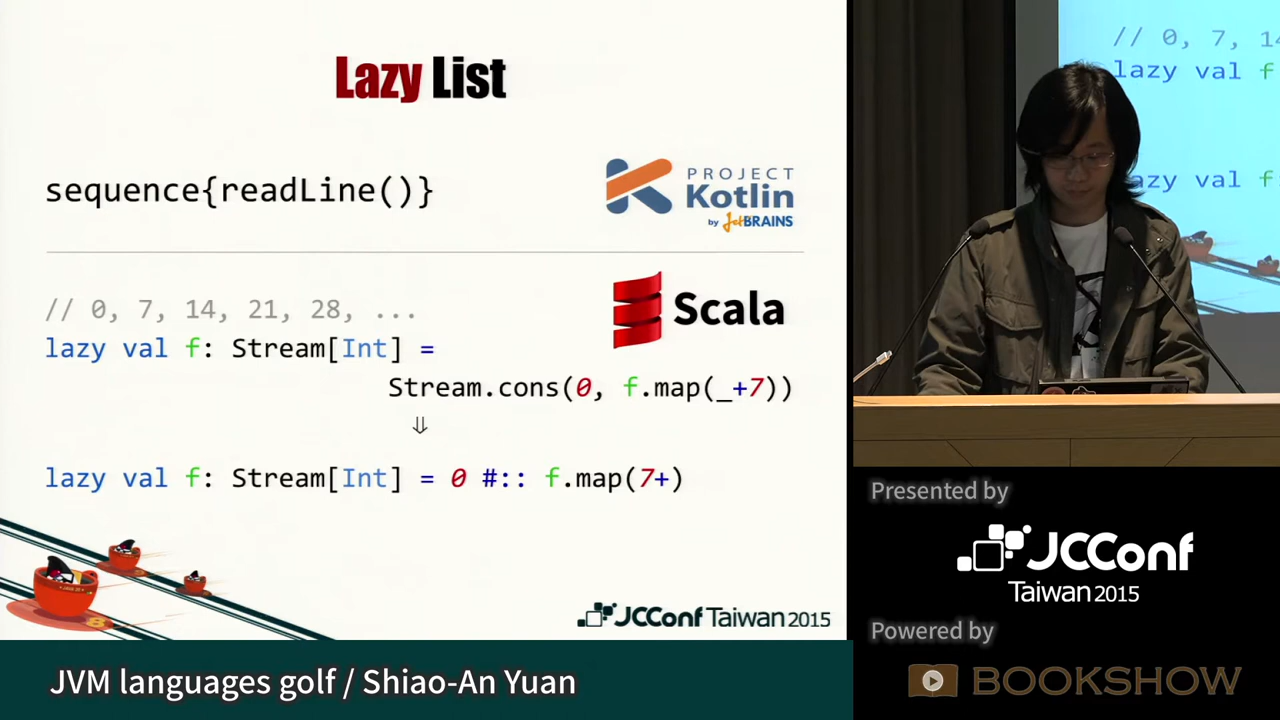 Lazy List
sequence{readLine()}
PROJECT
Kotlin
by JETBRAINS
// 0, 7, 14, 21, 28, ...
Scala
lazy val f: Stream[Int] =
Stream.cons(0, f.map(_+7))
⇓
lazy val f: Stream[Int] = 0 #:: f.map(7+)
JCConf Taiwan 2015
JVM languages golf / Shiao-An Yuan
// 0, 7, 14
lazy val f
azy val f:
Presented by
JCConf
Taiwan 2015
Powered by
BOOKSHOW